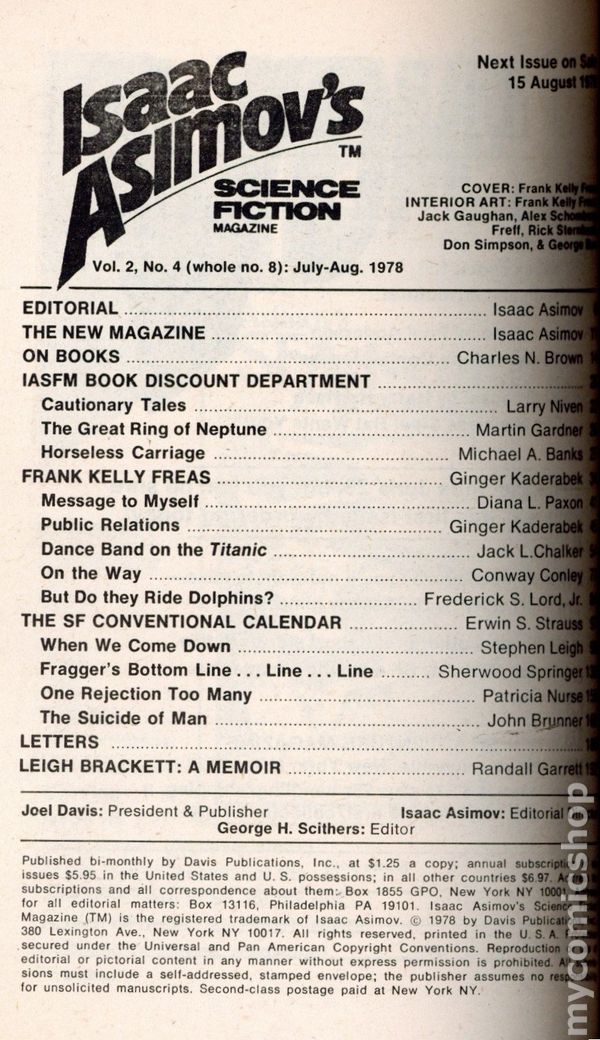 Isaac
Asimov's
TM
SCIENCE
FICTION
MAGAZINE
Vol. 2, No. 4 (whole no. 8): July-Aug. 1978
Next Issue on
15 August
COVER: Frank Kelly
INTERIOR ART: Frank Kelly
Jack Gaughan, Alex
Freff, Rick
Don Simpson, & George
EDITORIAL ........ Isaac Asimov
THE NEW MAGAZINE ........ Isaac Asimov
ON BOOKS ........ Charles N. Brown
IASFM BOOK DISCOUNT DEPARTMENT ........
Cautionary Tales ........ Larry Niven
The Great Ring of Neptune ........ Martin Gardner
Horseless Carriage ........ Michael A. Banks
FRANK KELLY FREAS ........ Ginger Kaderabek
Message to Myself ........ Diana L. Paxon
Public Relations ........ Ginger Kaderabek
Dance Band on the Titanic ........ Jack L.Chalker
On the Way ........ Conway Conley
But Do they Ride Dolphins? ........ Frederick S. Lord, Jr.
THE SF CONVENTIONAL CALENDAR ........ Erwin S. Strauss
When We Come Down ........ Stephen Leigh
Fragger's Bottom Line . . . Line . . . Line ........ Sherwood Springer
One Rejection Too Many ........ Patricia Nurse
The Suicide of Man ........ John Brunner
LETTERS ........
LEIGH BRACKETT: A MEMOIR ........ Randall Garrett
Joel Davis: President & Publisher Isaac Asimov: Editorial
George H. Scithers: Editor
Published bi-monthly by Davis Publications, Inc., at $1.25 a copy; annual
issues $5.95 in the United States and U. S. possessions; in all other countries $6.97.
subscriptions and all correspondence about them: Box 1855 GPO, New York NY
for all editorial matters: Box 13116, Philadelphia PA 19101. Isaac Asimov's
Magazine (TM) is the registered trademark of Isaac Asimov. © 1978 by Davis
380 Lexington Ave., New York NY 10017. All rights reserved, printed in the U. S. A.
secured under the Universal and Pan American Copyright Conventions. Reproduction
editorial or pictorial content in any manner without express permission is prohibited.
sions must include a self-addressed, stamped envelope; the publisher assumes no
for unsolicited manuscripts. Second-class postage paid at New York NY.
mycomicshop